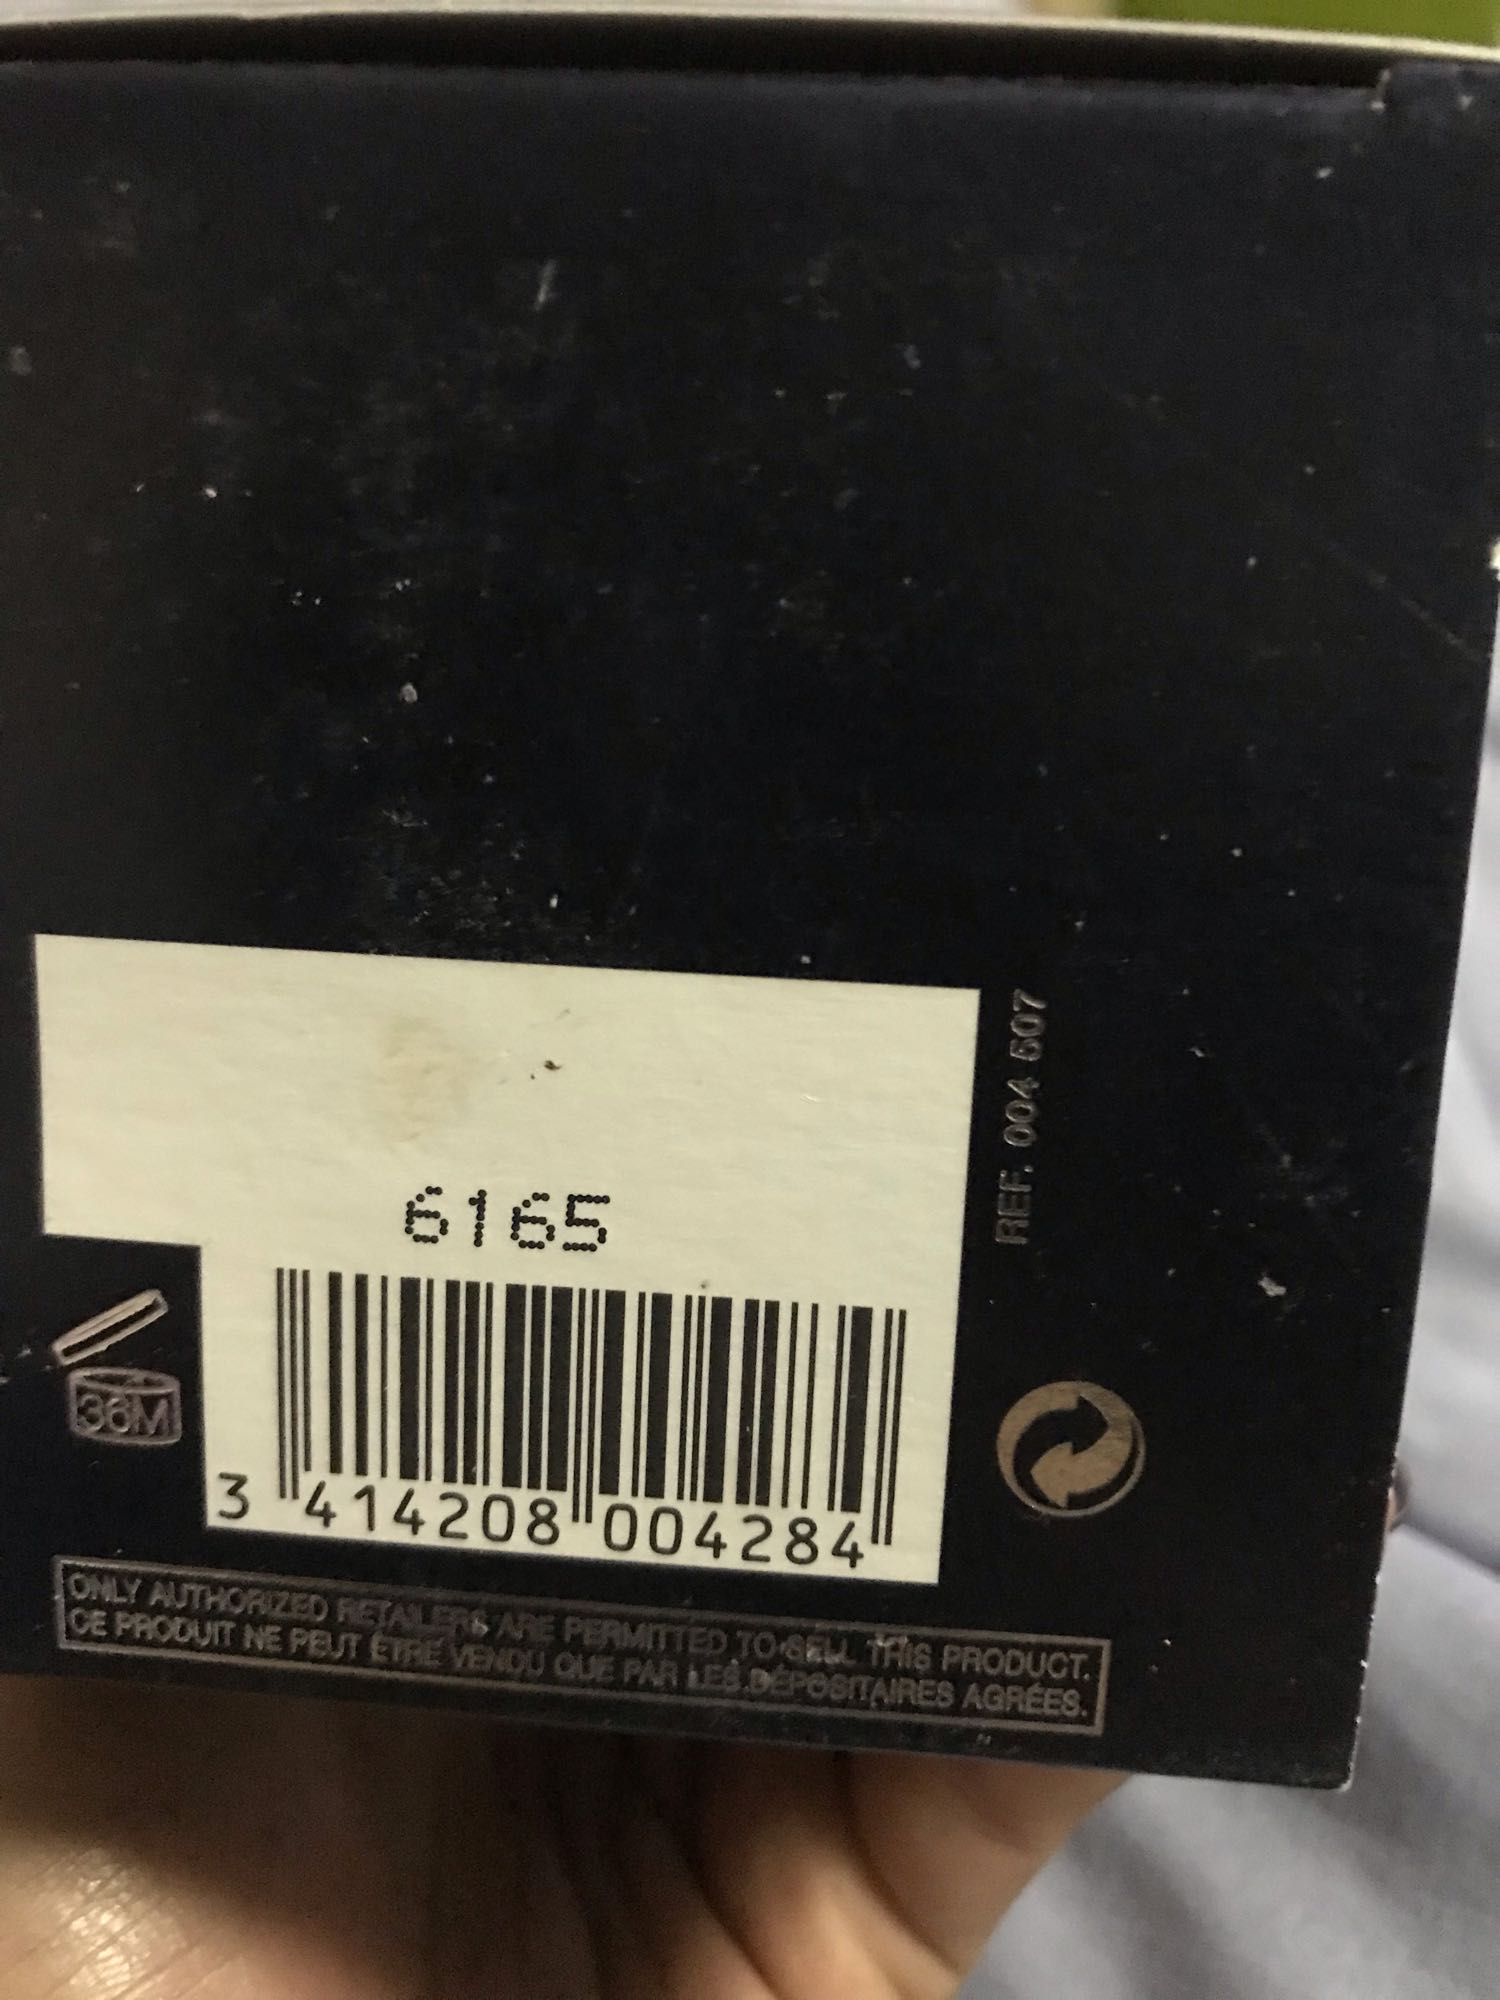 REF. 004 607
6165
36M
3 414208 004284
ONLY AUTHORIZED RETAILERS ARE PERMITTED TO SELL THIS PRODUCT.
CE PRODUIT NE PEUT ÊTRE VENDU QUE PAR LES DÉPOSITAIRES AGRÉES.